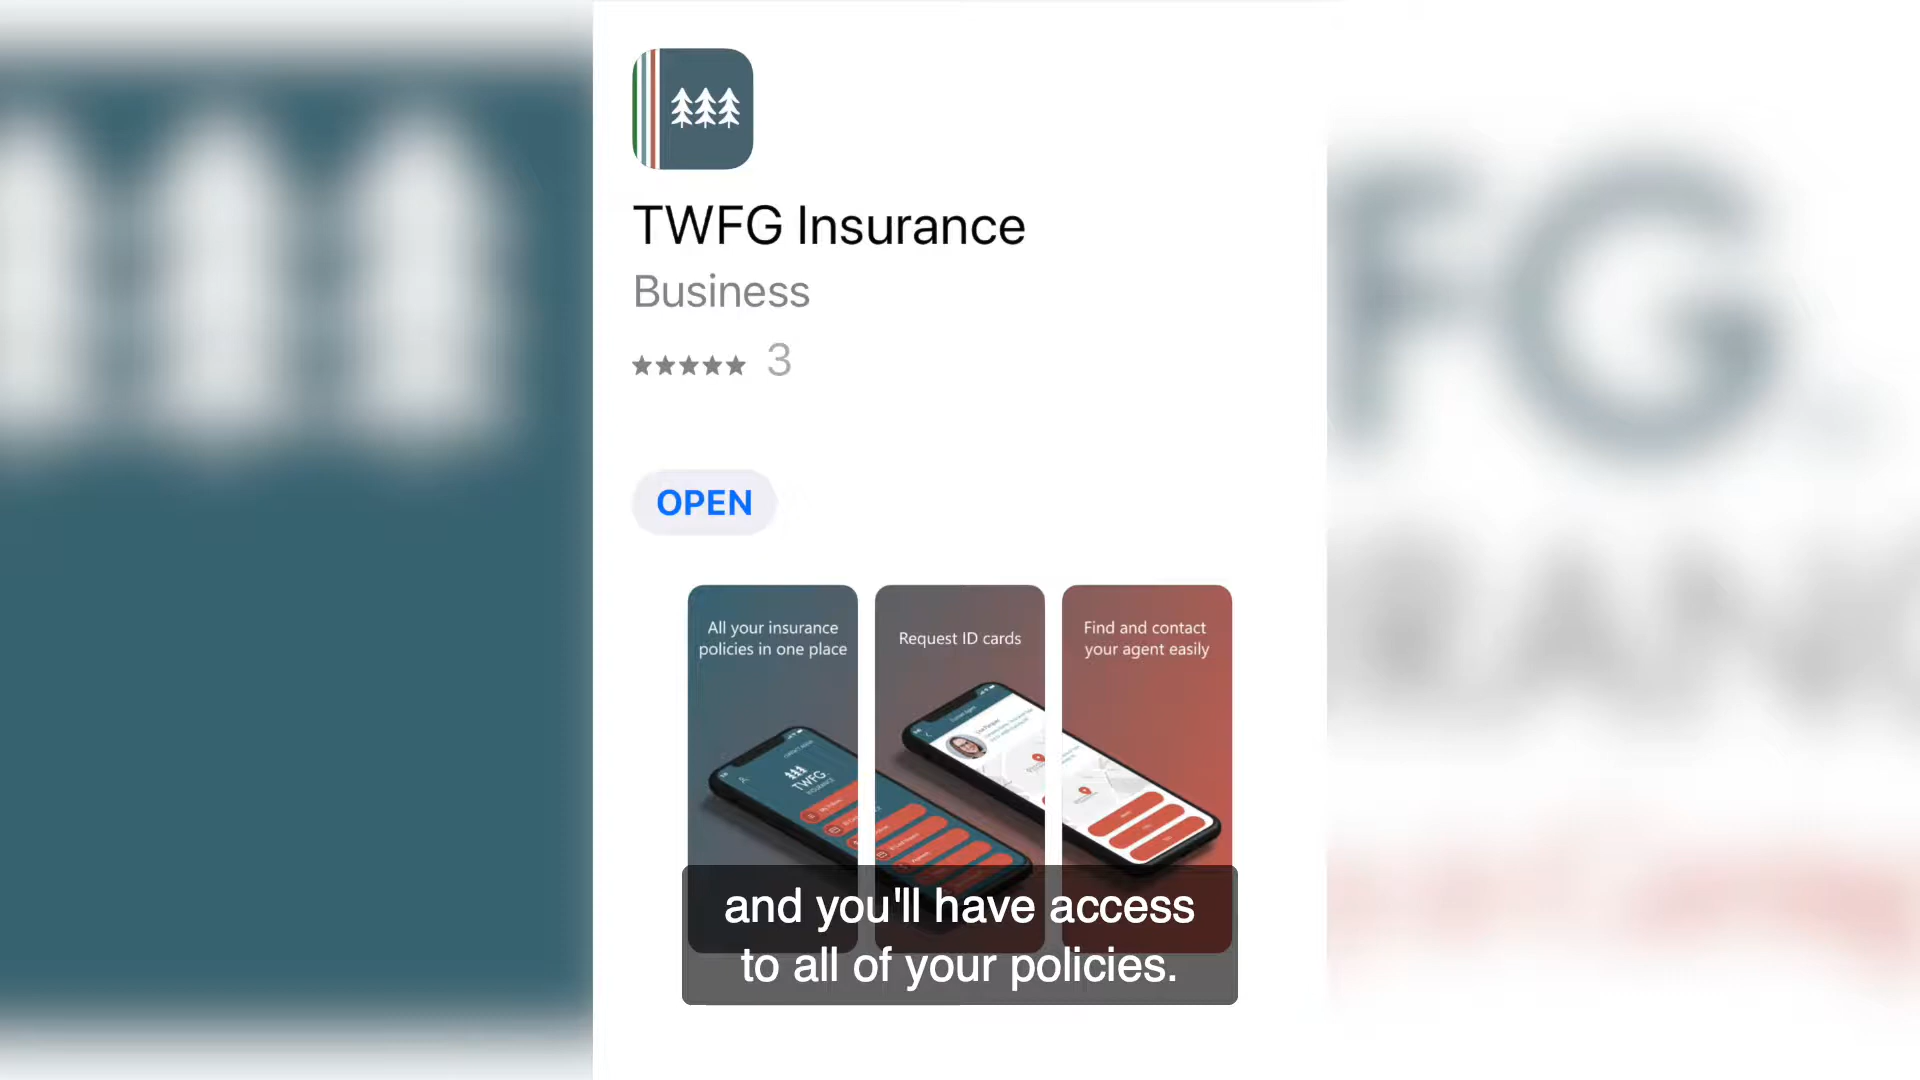 TWFG Insurance
Business
★★★★★ 3
OPEN
All your insurance
policies in one place
Request ID cards
Find and contact
your agent easily
TWFG
and you'll have access
to all of your policies.